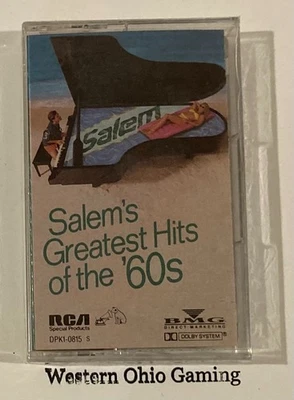 Salem
Salem's
Greatest Hits
of the '60s
RCA
Special Products
DPK1-0815 S
BMG
DIRECT MARKETING
DOLBY SYSTEM®
Western Ohio Gaming